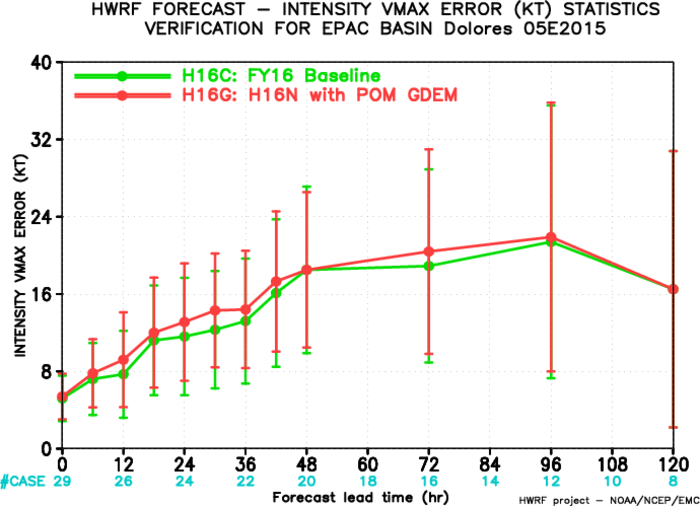 HWRF FORECAST – INTENSITY VMAX ERROR (KT) STATISTICS
VERIFICATION FOR EPAC BASIN Dolores 05E2015
H16C: FY16 Baseline
H16G: H16N with POM GDEM
INTENSITY VMAX ERROR (KT)
40
32
24
16
8
0
0 12 24 36 48 60 72 84 96 108 120
#CASE 29 26 24 22 20 18 16 14 12 10 8
Forecast lead time (hr)
HWRF project – NOAA/NCEP/EMC